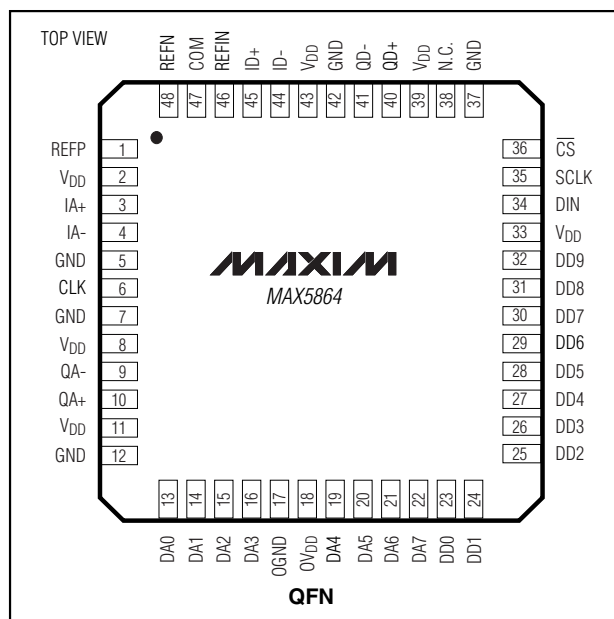 TOP VIEW
REFN COM REFIN ID+ ID- VDD GND QD- QD+ VDD N.C. GND
48 47 46 45 44 43 42 41 40 39 38 37
REFP 1
VDD 2
IA+ 3
IA- 4
GND 5
CLK 6
GND 7
VDD 8
QA- 9
QA+ 10
VDD 11
GND 12
MAXIM
MAX5864
36 C̅S̅
35 SCLK
34 DIN
33 VDD
32 DD9
31 DD8
30 DD7
29 DD6
28 DD5
27 DD4
26 DD3
25 DD2
13 14 15 16 17 18 19 20 21 22 23 24
DA0 DA1 DA2 DA3 OGND OVDD DA4 DA5 DA6 DA7 DD0 DD1
QFN